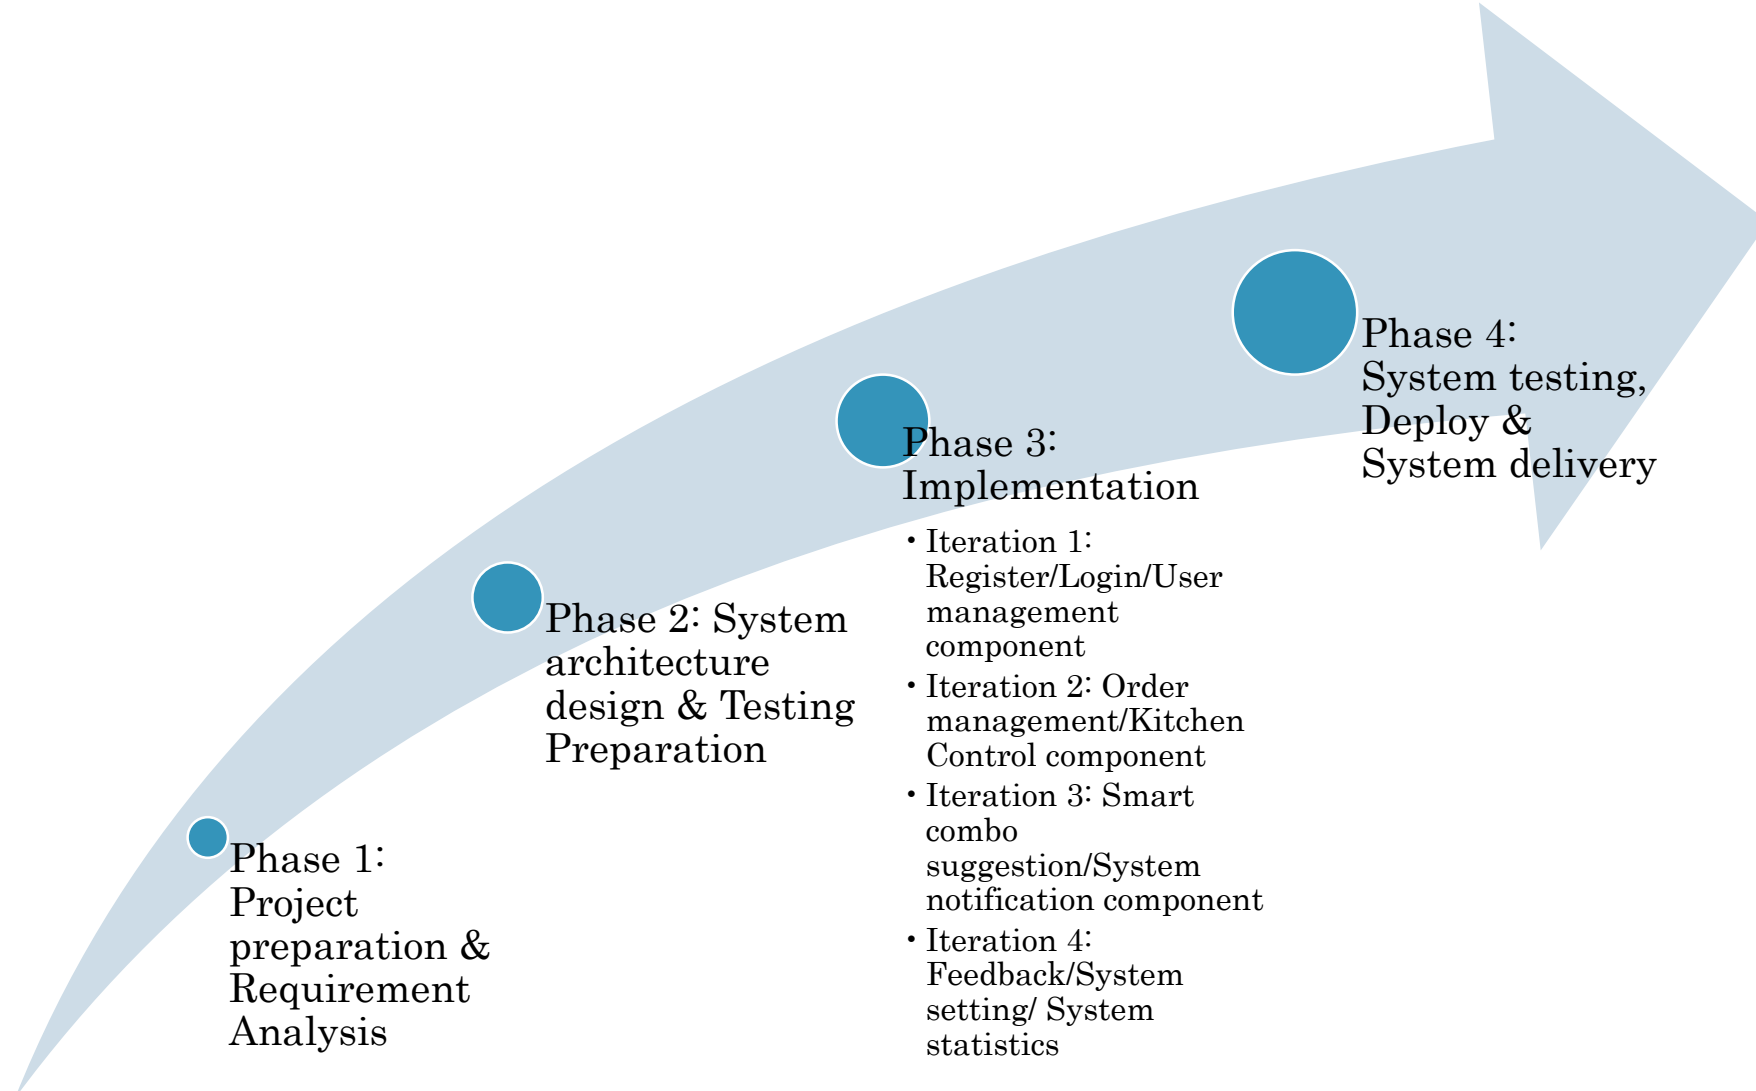 Phase 1:
Project
preparation &
Requirement
Analysis
Phase 2: System
architecture
design & Testing
Preparation
Phase 3:
Implementation
• Iteration 1:
Register/Login/User
management
component
• Iteration 2: Order
management/Kitchen
Control component
• Iteration 3: Smart
combo
suggestion/System
notification component
• Iteration 4:
Feedback/System
setting/ System
statistics
Phase 4:
System testing,
Deploy &
System delivery